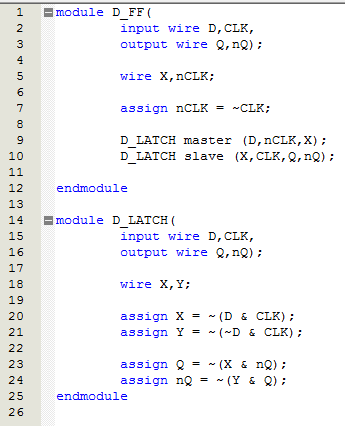 1 module D_FF(
2 input wire D,CLK,
3 output wire Q,nQ);
4
5 wire X,nCLK;
6
7 assign nCLK = ~CLK;
8
9 D_LATCH master (D,nCLK,X);
10 D_LATCH slave (X,CLK,Q,nQ);
11
12 endmodule
13
14 module D_LATCH(
15 input wire D,CLK,
16 output wire Q,nQ);
17
18 wire X,Y;
19
20 assign X = ~(D & CLK);
21 assign Y = ~(~D & CLK);
22
23 assign Q = ~(X & nQ);
24 assign nQ = ~(Y & Q);
25 endmodule
26